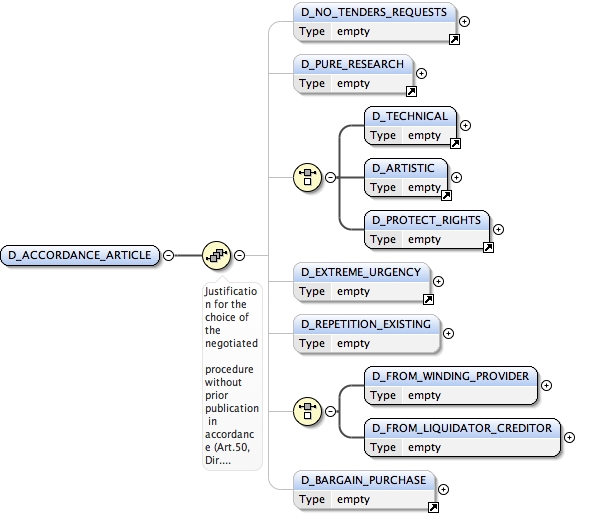 D_NO_TENDERS_REQUESTS
Type empty
D_PURE_RESEARCH
Type empty
D_TECHNICAL
Type empty
D_ARTISTIC
Type empty
D_PROTECT_RIGHTS
Type empty
D_ACCORDANCE_ARTICLE
Justificatio
n for the
choice of
the
negotiated
procedure
without
prior
publication
in
accordanc
e (Art.50,
Dir....
D_EXTREME_URGENCY
Type empty
D_REPETITION_EXISTING
Type empty
D_FROM_WINDING_PROVIDER
Type empty
D_FROM_LIQUIDATOR_CREDITOR
Type empty
D_BARGAIN_PURCHASE
Type empty